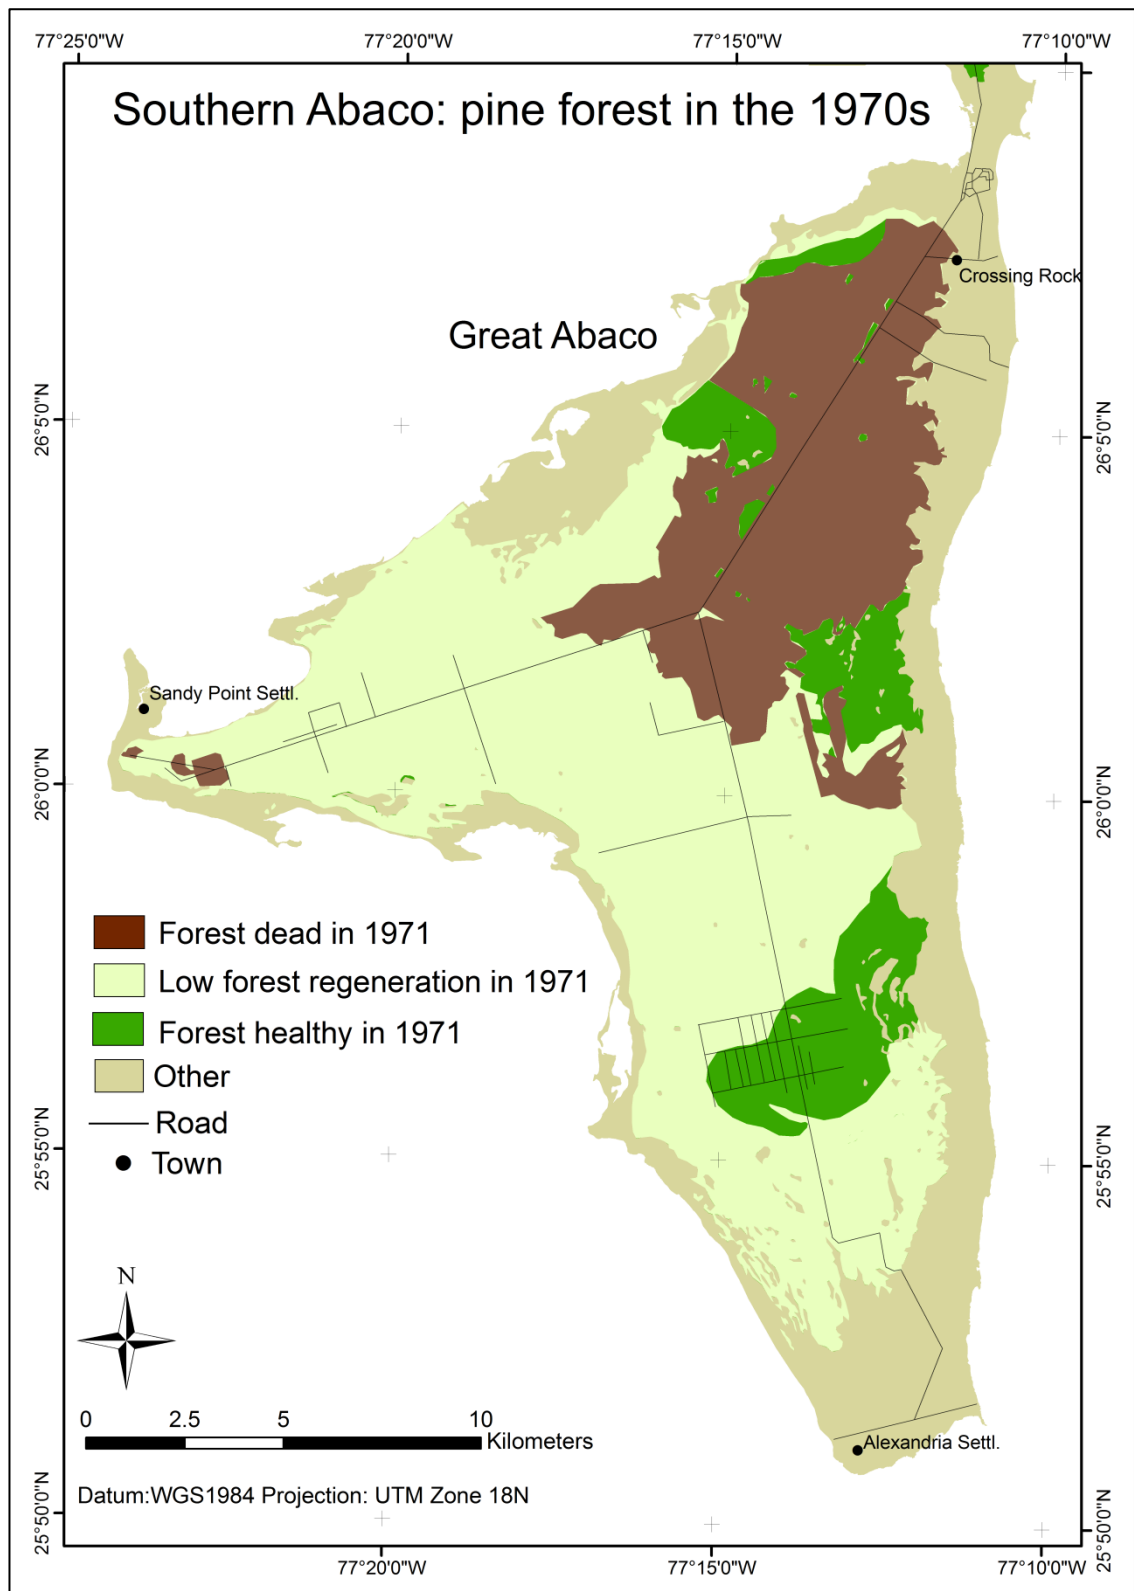 77°25'0"W
77°20'0"W
77°15'0"W
77°10'0"W
Southern Abaco: pine forest in the 1970s
Crossing Rock
Great Abaco
26°5'0"N
26°5'0"N
Sandy Point Settl.
26°0'0"N
26°0'0"N
Forest dead in 1971
Low forest regeneration in 1971
Forest healthy in 1971
Other
Road
Town
25°55'0"N
25°55'0"N
N
0 2.5 5 10
Kilometers
Alexandria Settl.
Datum:WGS1984 Projection: UTM Zone 18N
25°50'0"N
25°50'0"N
77°20'0"W
77°15'0"W
77°10'0"W